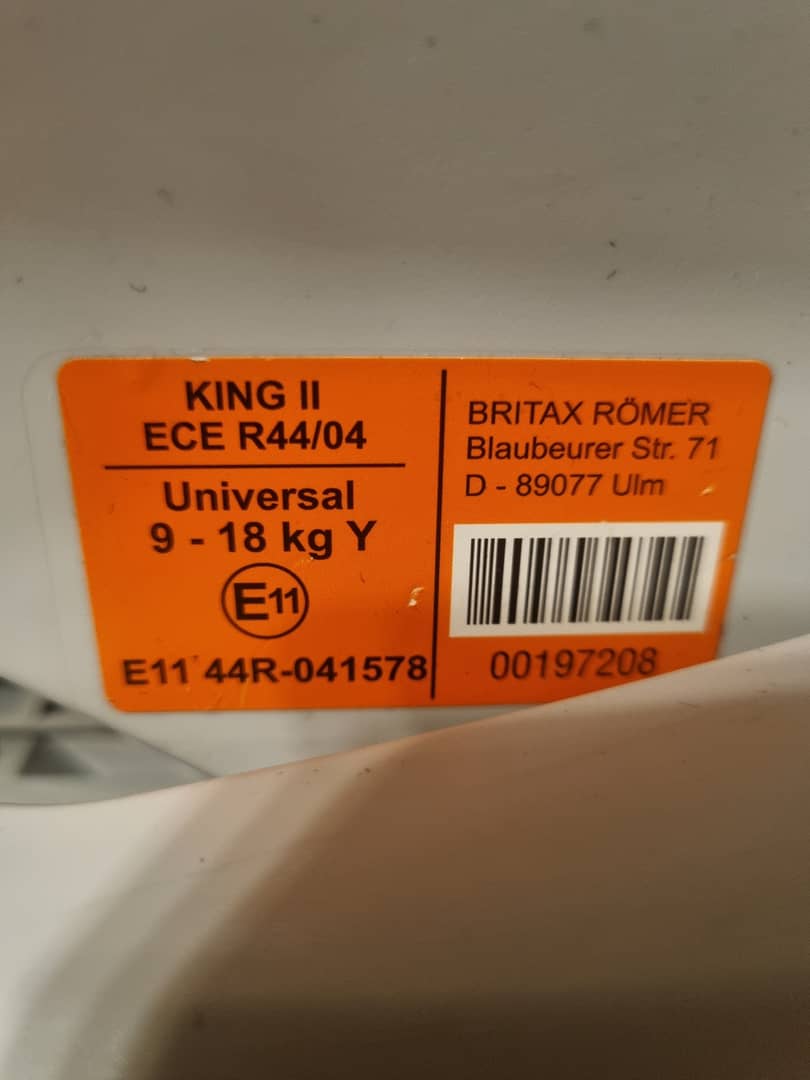 KING II
ECE R44/04
Universal
9 - 18 kg Y
E11
E11 44R-041578
BRITAX RÖMER
Blaubeurer Str. 71
D - 89077 Ulm
00197208